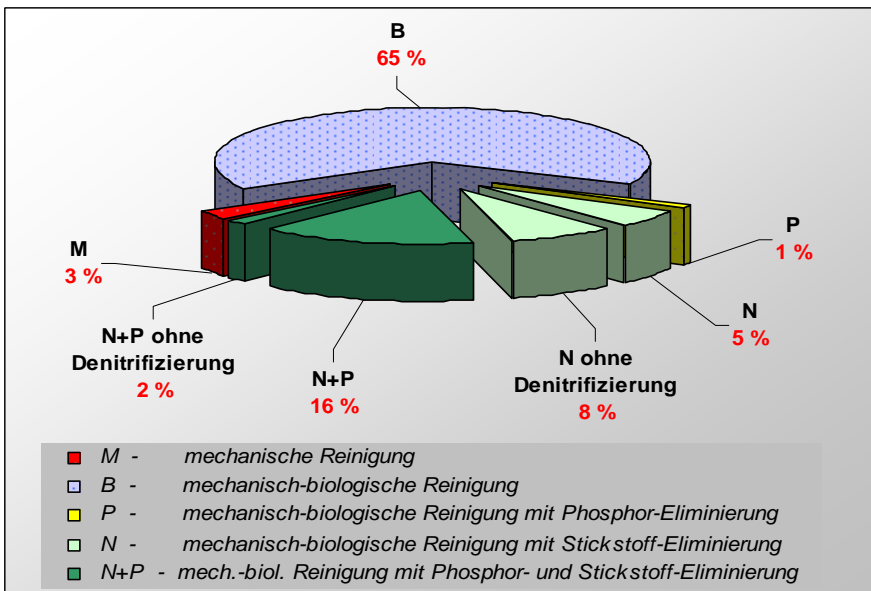 B
65 %
P
1 %
M
3 %
N
5 %
N+P ohne
Denitrifizierung
2 %
N+P
16 %
N ohne
Denitrifizierung
8 %
M - mechanische Reinigung
B - mechanisch-biologische Reinigung
P - mechanisch-biologische Reinigung mit Phosphor-Eliminierung
N - mechanisch-biologische Reinigung mit Stickstoff-Eliminierung
N+P - mech.-biol. Reinigung mit Phosphor- und Stickstoff-Eliminierung